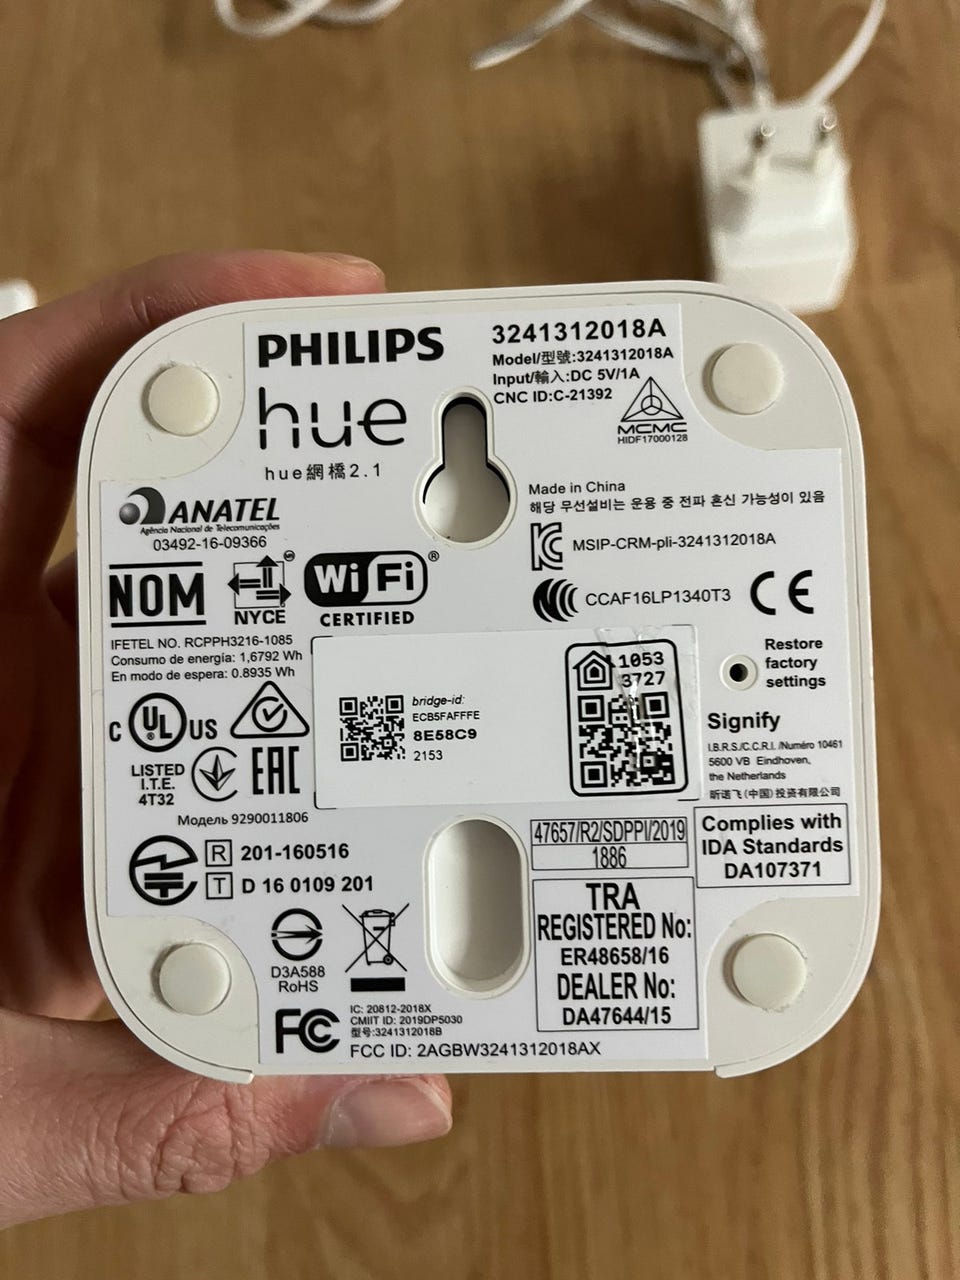 PHILIPS
hue
hue網橋2.1
3241312018A
Model/型號:3241312018A
Input/輸入:DC 5V/1A
CNC ID:C-21392
MCMC
HIDF17000128
ANATEL
Agência Nacional de Telecomunicações
03492-16-09366
Made in China
해당 무선설비는 운용 중 전파 혼신 가능성이 있음
MSIP-CRM-pli-3241312018A
NOM
NYCE
WiFi®
CERTIFIED
CCAF16LP1340T3
CE
IFETEL NO. RCPPH3216-1085
Consumo de energía: 1,6792 Wh
En modo de espera: 0.8935 Wh
C UL® US
LISTED
I.T.E.
4T32
EAC
Модель 9290011806
bridge-id:
ECB5FAFFFE
8E58C9
2153
1053
3727
Restore
factory
settings
Signify
I.B.R.S./C.C.R.I. /Numéro 10461
5600 VB Eindhoven,
the Netherlands
昕诺飞(中国)投资有限公司
R 201-160516
T D 16 0109 201
47657/R2/SDPPI/2019
1886
Complies with
IDA Standards
DA107371
TRA
REGISTERED No:
ER48658/16
DEALER No:
DA47644/15
D3A588
RoHS
FC
IC: 20812-2018X
CMIIT ID: 2019DP5030
型号:3241312018B
FCC ID: 2AGBW3241312018AX